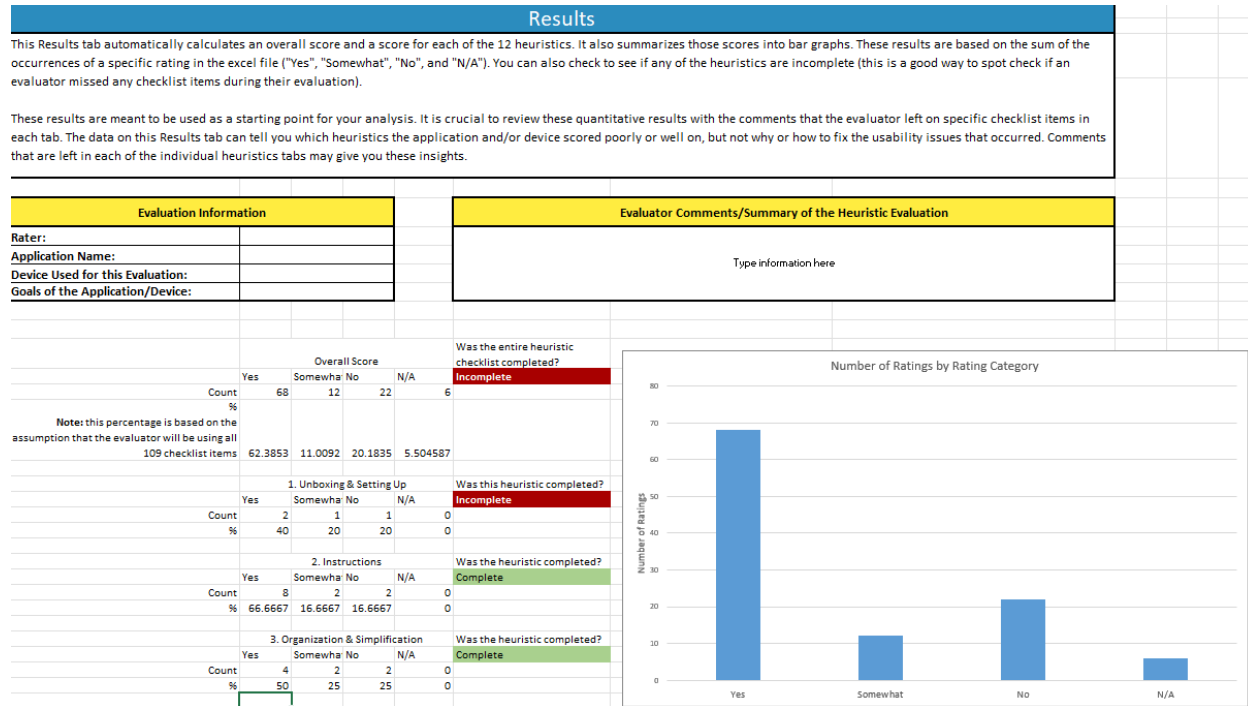 Results
This Results tab automatically calculates an overall score and a score for each of the 12 heuristics. It also summarizes those scores into bar graphs. These results are based on the sum of the
occurrences of a specific rating in the excel file ("Yes", "Somewhat", "No", and "N/A"). You can also check to see if any of the heuristics are incomplete (this is a good way to spot check if an
evaluator missed any checklist items during their evaluation).
These results are meant to be used as a starting point for your analysis. It is crucial to review these quantitative results with the comments that the evaluator left on specific checklist items in
each tab. The data on this Results tab can tell you which heuristics the application and/or device scored poorly or well on, but not why or how to fix the usability issues that occurred. Comments
that are left in each of the individual heuristics tabs may give you these insights.
Evaluation Information
Rater:
Application Name:
Device Used for this Evaluation:
Goals of the Application/Device:
Evaluator Comments/Summary of the Heuristic Evaluation
Type information here
Overall Score
Was the entire heuristic
checklist completed?
Yes Somewha No N/A Incomplete
Count 68 12 22 6
%
Note: this percentage is based on the
assumption that the evaluator will be using all
109 checklist items 62.3853 11.0092 20.1835 5.504587
1. Unboxing & Setting Up Was this heuristic completed?
Yes Somewha No N/A Incomplete
Count 2 1 1 0
% 40 20 20 0
2. Instructions Was the heuristic completed?
Yes Somewha No N/A Complete
Count 8 2 2 0
% 66.6667 16.6667 16.6667 0
3. Organization & Simplification Was the heuristic completed?
Yes Somewha No N/A Complete
Count 4 2 2 0
% 50 25 25 0
Number of Ratings by Rating Category
Number of Ratings
80
70
60
50
40
30
20
10
0
Yes Somewhat No N/A